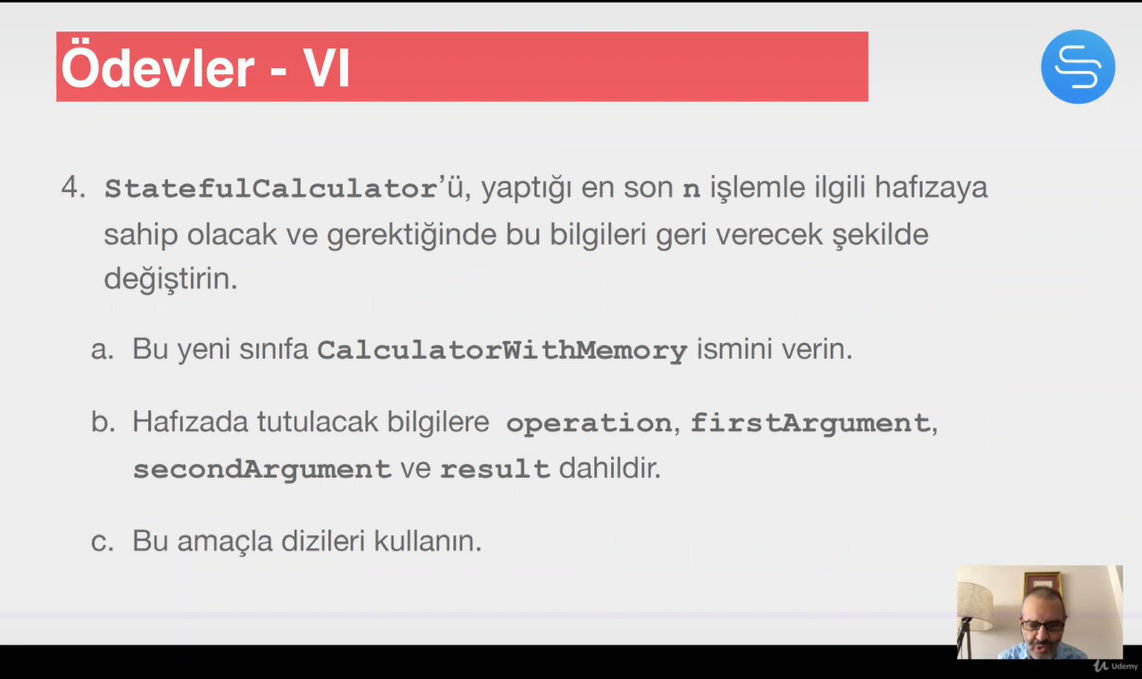 Ödevler - VI
4. StatefulCalculator’ü, yaptığı en son n işlemle ilgili hafızaya
sahip olacak ve gerektiğinde bu bilgileri geri verecek şekilde
değiştirin.
a. Bu yeni sınıfa CalculatorWithMemory ismini verin.
b. Hafızada tutulacak bilgilere operation, firstArgument,
secondArgument ve result dahildir.
c. Bu amaçla dizileri kullanın.
Udemy